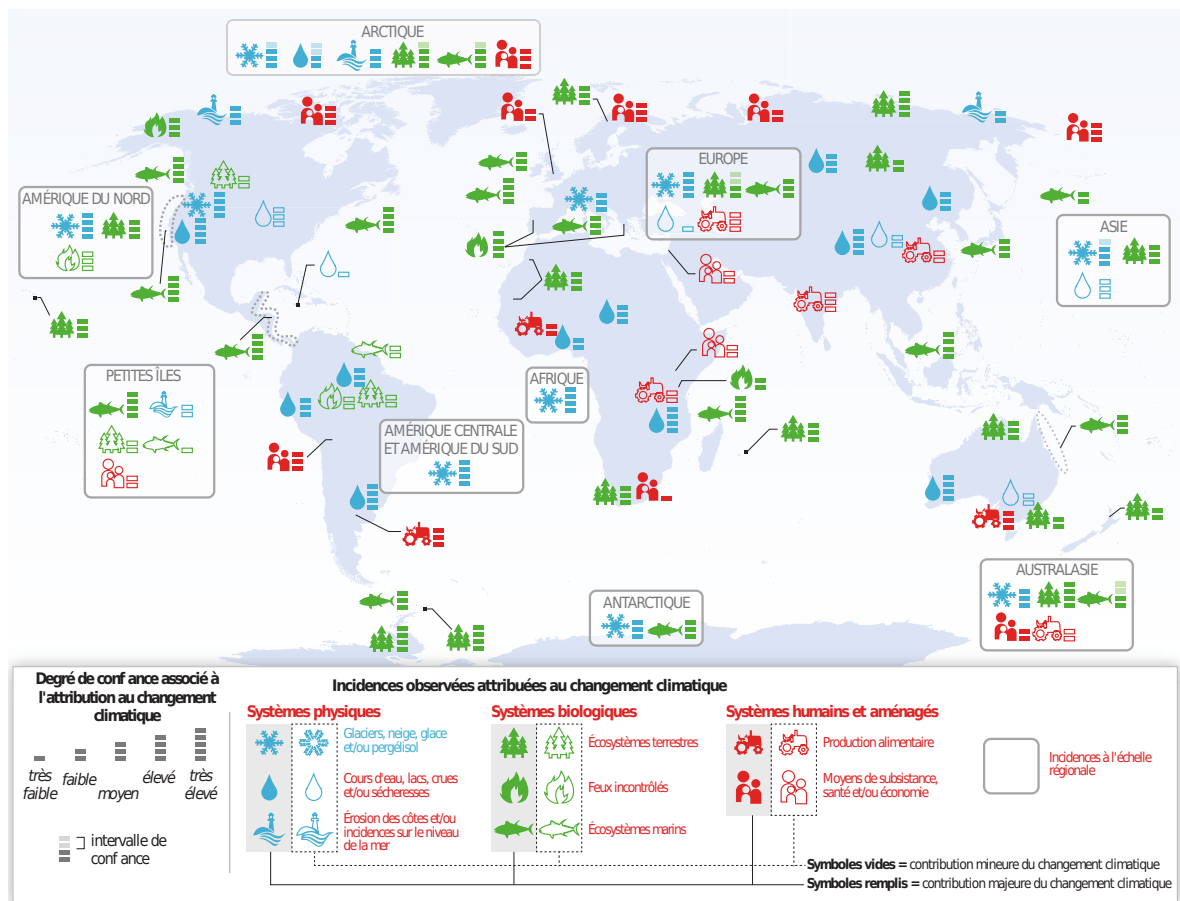 ARCTIQUE
EUROPE
AMÉRIQUE DU NORD
ASIE
PETITES ÎLES
AFRIQUE
AMÉRIQUE CENTRALE
ET AMÉRIQUE DU SUD
AUSTRALASIE
ANTARCTIQUE
Degré de conf ance associé à
l'attribution au changement
climatique
très
faible
faible
moyen
élevé
très
élevé
intervalle de
conf ance
Incidences observées attribuées au changement climatique
Systèmes physiques
Glaciers, neige, glace
et/ou pergélisol
Cours d'eau, lacs, crues
et/ou sécheresses
Érosion des côtes et/ou
incidences sur le niveau
de la mer
Systèmes biologiques
Écosystèmes terrestres
Feux incontrôlés
Écosystèmes marins
Systèmes humains et aménagés
Production alimentaire
Moyens de subsistance,
santé et/ou économie
Incidences à l'échelle
régionale
Symboles vides = contribution mineure du changement climatique
Symboles remplis = contribution majeure du changement climatique